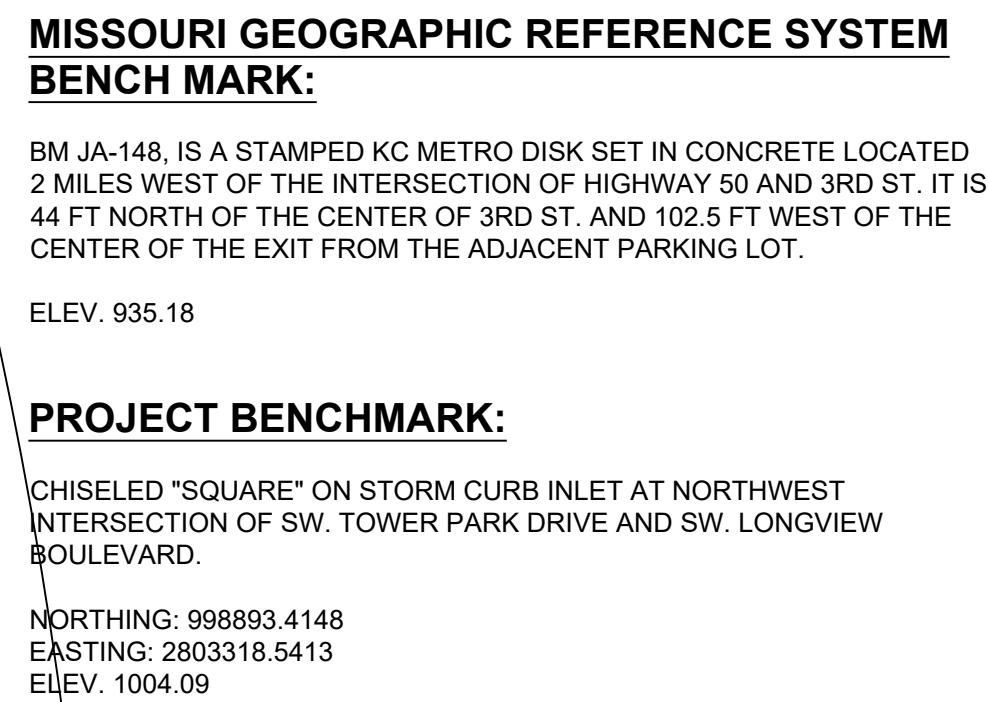 MISSOURI GEOGRAPHIC REFERENCE SYSTEM
BENCH MARK:
BM JA-148, IS A STAMPED KC METRO DISK SET IN CONCRETE LOCATED
2 MILES WEST OF THE INTERSECTION OF HIGHWAY 50 AND 3RD ST. IT IS
44 FT NORTH OF THE CENTER OF 3RD ST. AND 102.5 FT WEST OF THE
CENTER OF THE EXIT FROM THE ADJACENT PARKING LOT.
ELEV. 935.18
PROJECT BENCHMARK:
CHISELED "SQUARE" ON STORM CURB INLET AT NORTHWEST
INTERSECTION OF SW. TOWER PARK DRIVE AND SW. LONGVIEW
BOULEVARD.
NORTHING: 998893.4148
EASTING: 2803318.5413
ELEV. 1004.09